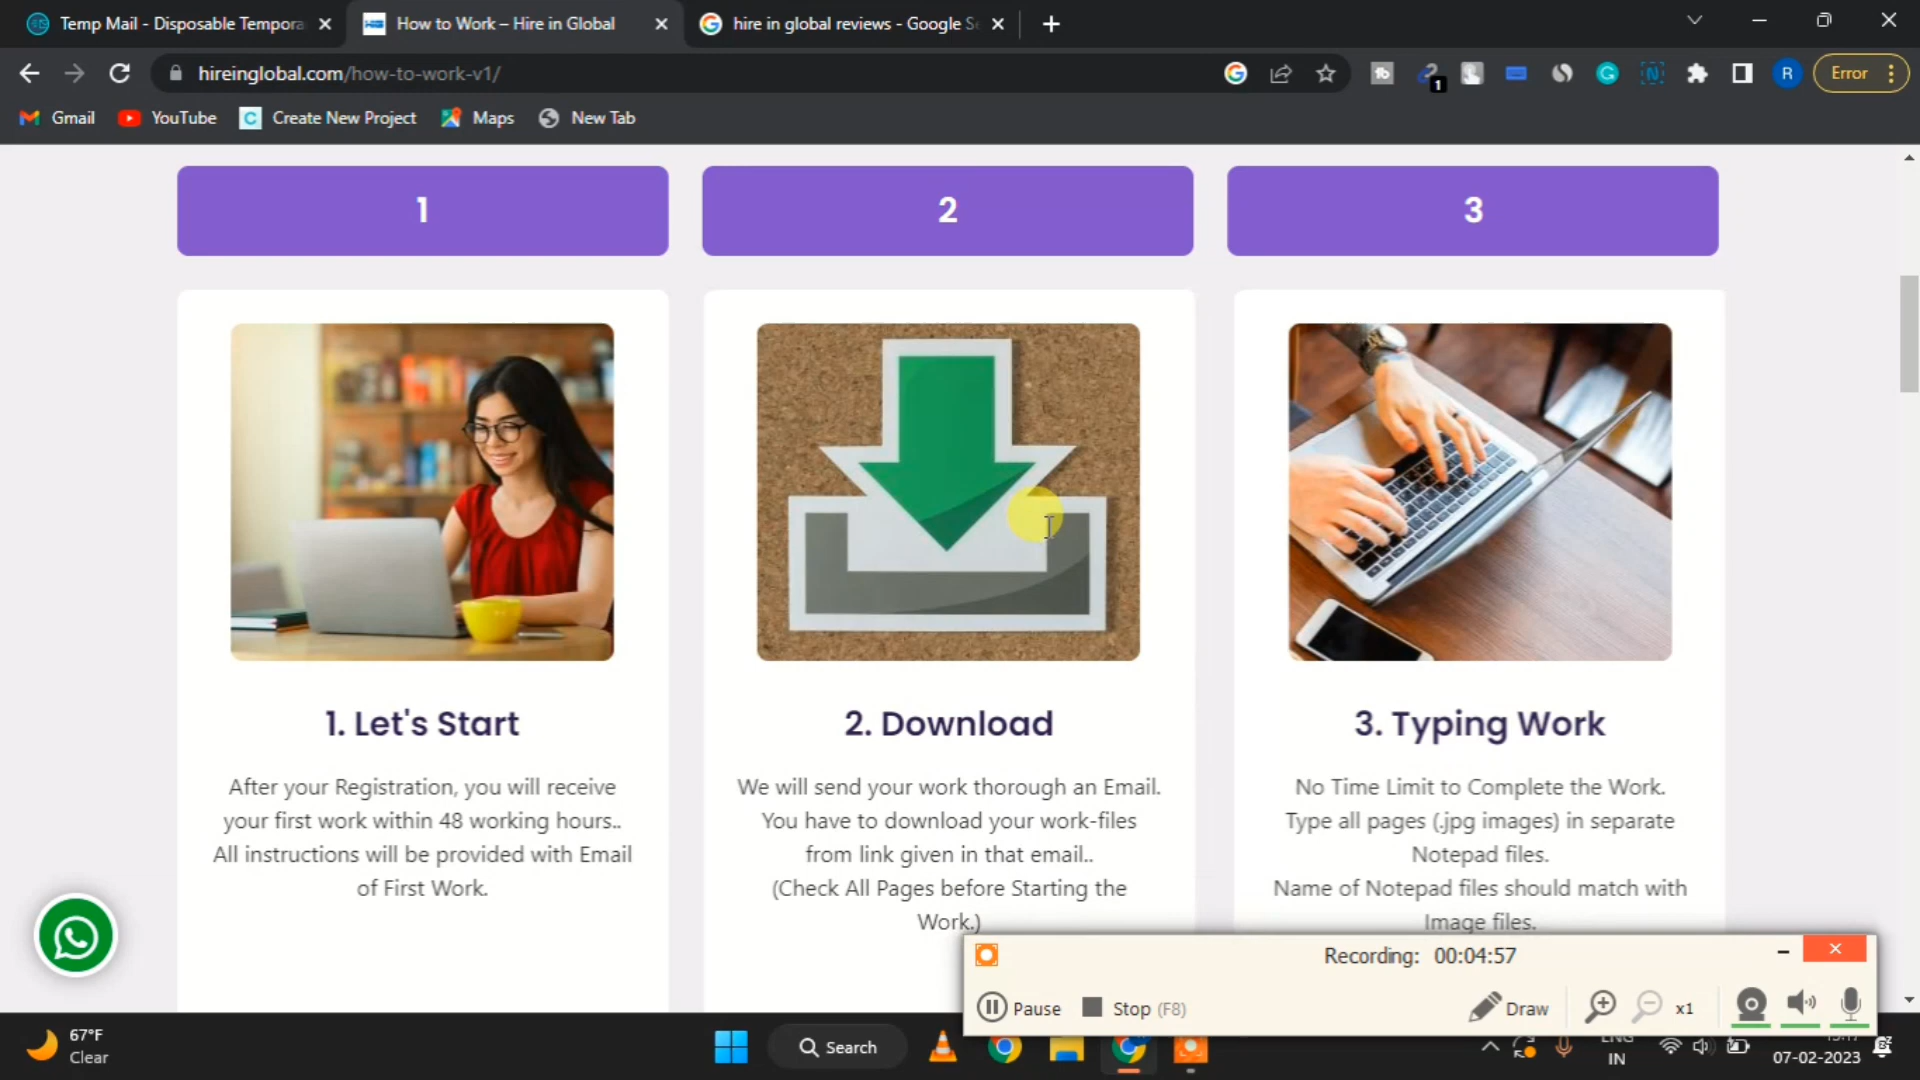 Temp Mail - Disposable Tempora
How to Work – Hire in Global
hire in global reviews - Google Se
hireinglobal.com/how-to-work-v1/
1
R
Error
Gmail
YouTube
Create New Project
Maps
New Tab
1
2
3
1. Let's Start
After your Registration, you will receive
your first work within 48 working hours..
All instructions will be provided with Email
of First Work.
2. Download
We will send your work thorough an Email.
You have to download your work-files
from link given in that email..
(Check All Pages before Starting the
Work.)
3. Typing Work
No Time Limit to Complete the Work.
Type all pages (.jpg images) in separate
Notepad files.
Name of Notepad files should match with
Image files.
Recording: 00:04:57
Pause
Stop (F8)
Draw
x1
67°F
Clear
Search
ENG
IN
07-02-2023